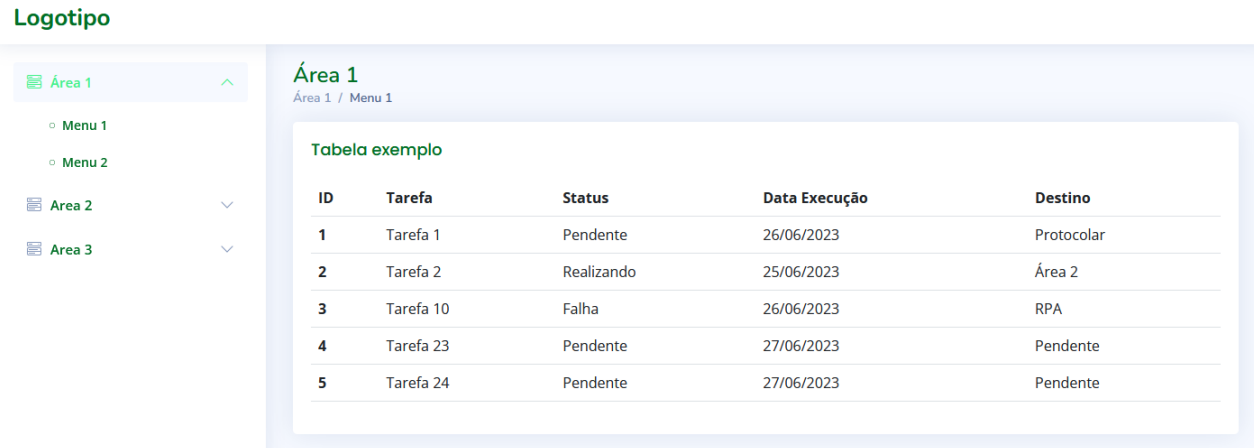 Logotipo
Área 1
Menu 1
Menu 2
Area 2
Area 3
Área 1
Área 1 / Menu 1
Tabela exemplo
ID Tarefa Status Data Execução Destino
1 Tarefa 1 Pendente 26/06/2023 Protocolar
2 Tarefa 2 Realizando 25/06/2023 Área 2
3 Tarefa 10 Falha 26/06/2023 RPA
4 Tarefa 23 Pendente 27/06/2023 Pendente
5 Tarefa 24 Pendente 27/06/2023 Pendente